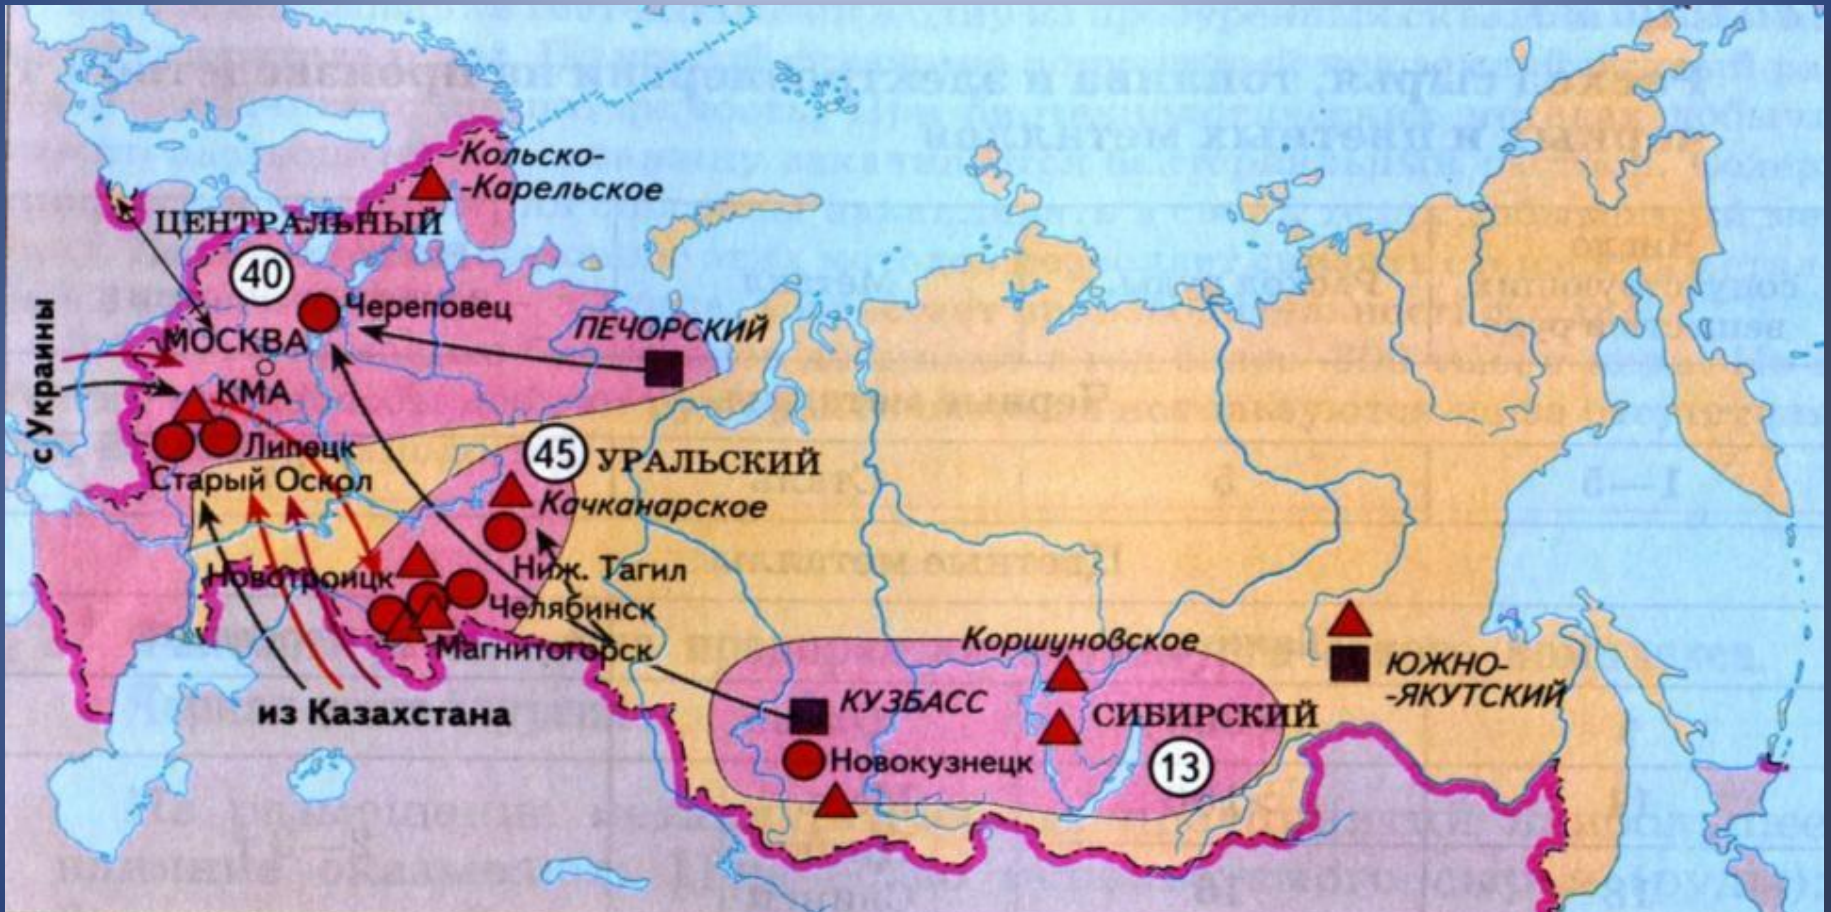 Кольско-
-Карельское
ЦЕНТРАЛЬНЫЙ
40
Череповец
ПЕЧОРСКИЙ
МОСКВА
с Украины
КМА
Липецк
Старый Оскол
45
УРАЛЬСКИЙ
Качканарское
Ниж. Тагил
Новотроицк
Челябинск
Магнитогорск
из Казахстана
Коршуновское
КУЗБАСС
СИБИРСКИЙ
Новокузнецк
13
ЮЖНО-
-ЯКУТСКИЙ